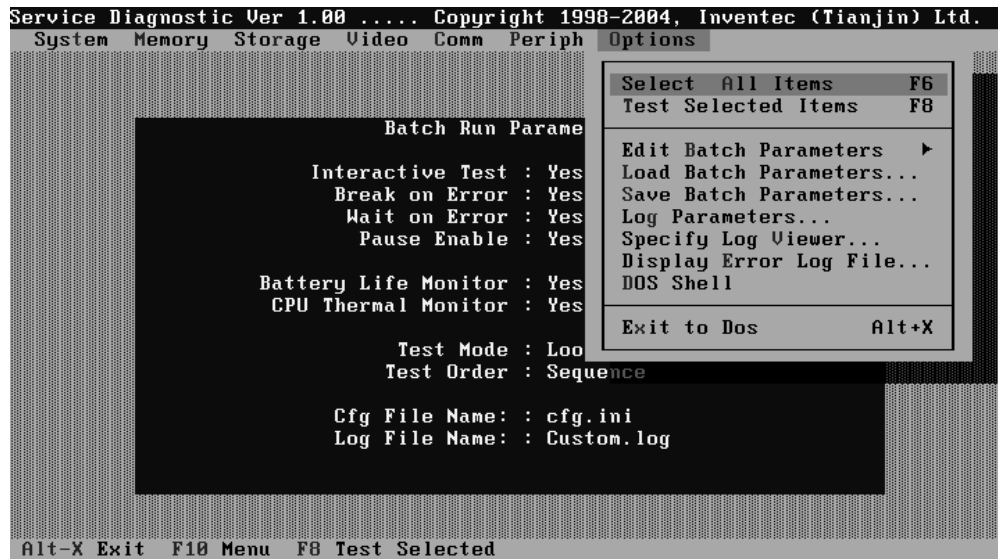 Service Diagnostic Ver 1.00 ..... Copyright 1998-2004, Inventec (Tianjin) Ltd.
System Memory Storage Video Comm Periph Options
Select All Items F6
Test Selected Items F8
Edit Batch Parameters ►
Load Batch Parameters...
Save Batch Parameters...
Log Parameters...
Specify Log Viewer...
Display Error Log File...
DOS Shell
Exit to Dos Alt+X
Batch Run Parame
Interactive Test : Yes
Break on Error : Yes
Wait on Error : Yes
Pause Enable : Yes
Battery Life Monitor : Yes
CPU Thermal Monitor : Yes
Test Mode : Loo
Test Order : Sequence
Cfg File Name: : cfg.ini
Log File Name: : Custom.log
Alt-X Exit F10 Menu F8 Test Selected